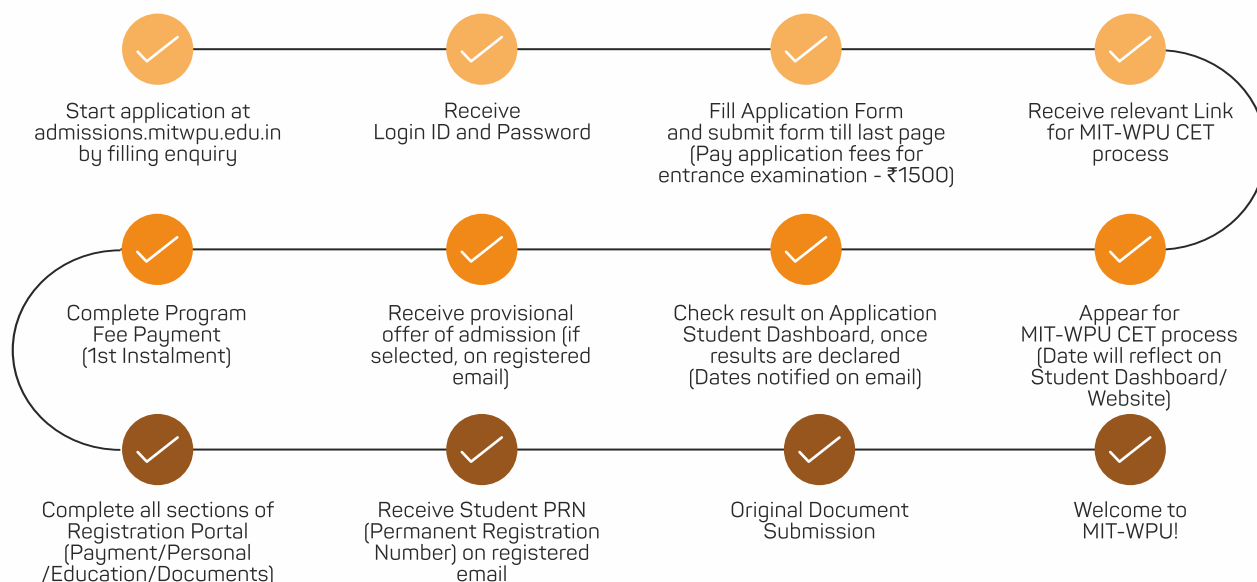 Start application at
admissions.mitwpu.edu.in
by filling enquiry
Receive
Login ID and Password
Fill Application Form
and submit form till last page
(Pay application fees for
entrance examination - ₹1500)
Receive relevant Link
for MIT-WPU CET
process
Appear for
MIT-WPU CET process
(Date will reflect on
Student Dashboard/
Website)
Check result on Application
Student Dashboard, once
results are declared
(Dates notified on email)
Receive provisional
offer of admission (if
selected, on registered
email)
Complete Program
Fee Payment
(1st Instalment)
Complete all sections of
Registration Portal
(Payment/Personal
/Education/Documents)
Receive Student PRN
(Permanent Registration
Number) on registered
email
Original Document
Submission
Welcome to
MIT-WPU!